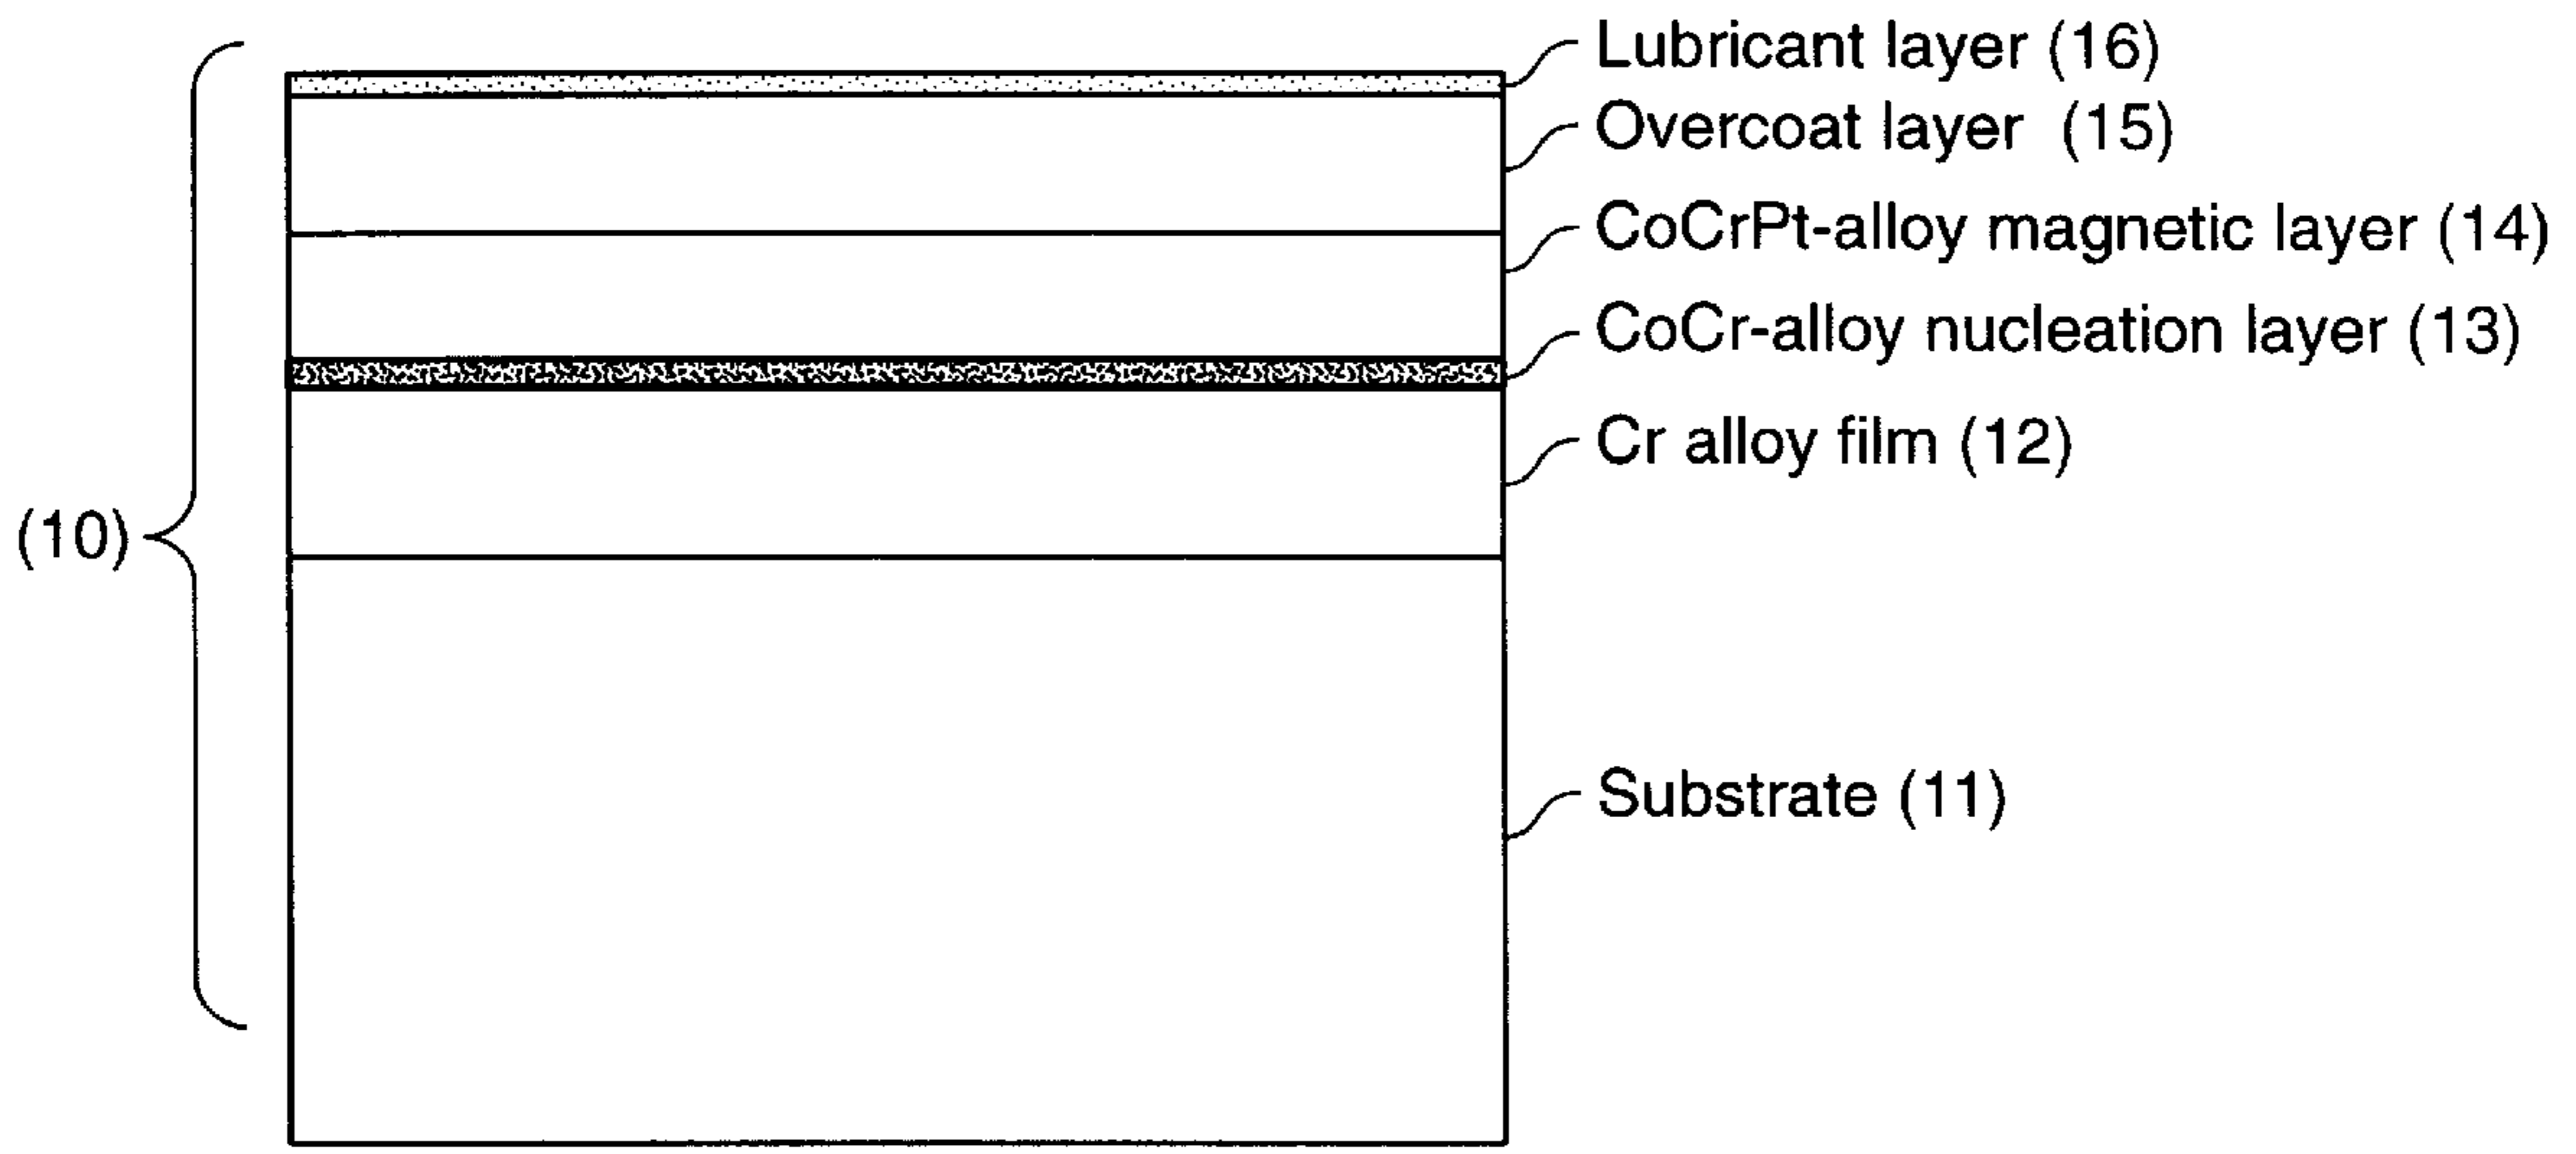 Lubricant layer (16)
Overcoat layer (15)
CoCrPt-alloy magnetic layer (14)
CoCr-alloy nucleation layer (13)
Cr alloy film (12)
(10)
Substrate (11)